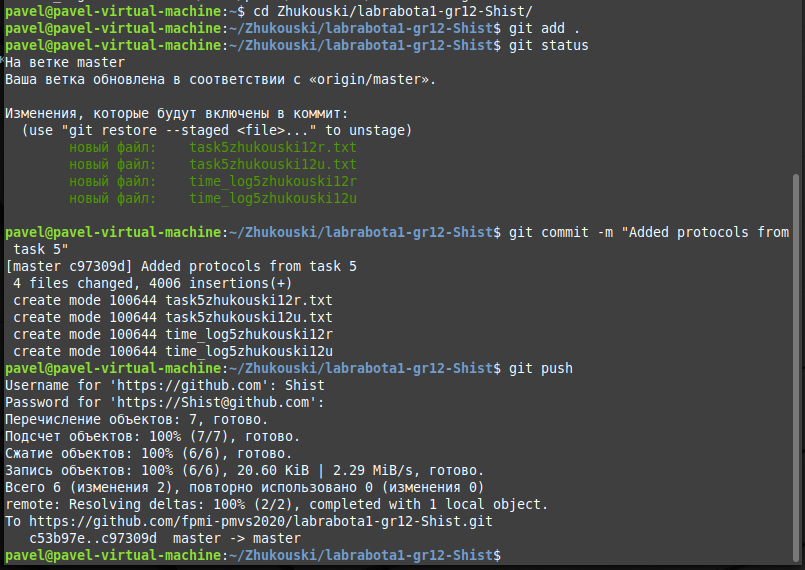 pavel@pavel-virtual-machine:~$ cd Zhukouski/labrabota1-gr12-Shist/
pavel@pavel-virtual-machine:~/Zhukouski/labrabota1-gr12-Shist$ git add .
pavel@pavel-virtual-machine:~/Zhukouski/labrabota1-gr12-Shist$ git status
На ветке master
Ваша ветка обновлена в соответствии с «origin/master».
Изменения, которые будут включены в коммит:
  (use "git restore --staged <file>..." to unstage)
        новый файл:    task5zhukouski12r.txt
        новый файл:    task5zhukouski12u.txt
        новый файл:    time_log5zhukouski12r
        новый файл:    time_log5zhukouski12u
pavel@pavel-virtual-machine:~/Zhukouski/labrabota1-gr12-Shist$ git commit -m "Added protocols from
 task 5"
[master c97309d] Added protocols from task 5
 4 files changed, 4006 insertions(+)
 create mode 100644 task5zhukouski12r.txt
 create mode 100644 task5zhukouski12u.txt
 create mode 100644 time_log5zhukouski12r
 create mode 100644 time_log5zhukouski12u
pavel@pavel-virtual-machine:~/Zhukouski/labrabota1-gr12-Shist$ git push
Username for 'https://github.com': Shist
Password for 'https://Shist@github.com':
Перечисление объектов: 7, готово.
Подсчет объектов: 100% (7/7), готово.
Сжатие объектов: 100% (6/6), готово.
Запись объектов: 100% (6/6), 20.60 KiB | 2.29 MiB/s, готово.
Всего 6 (изменения 2), повторно использовано 0 (изменения 0)
remote: Resolving deltas: 100% (2/2), completed with 1 local object.
To https://github.com/fpmi-pmvs2020/labrabota1-gr12-Shist.git
   c53b97e..c97309d  master -> master
pavel@pavel-virtual-machine:~/Zhukouski/labrabota1-gr12-Shist$